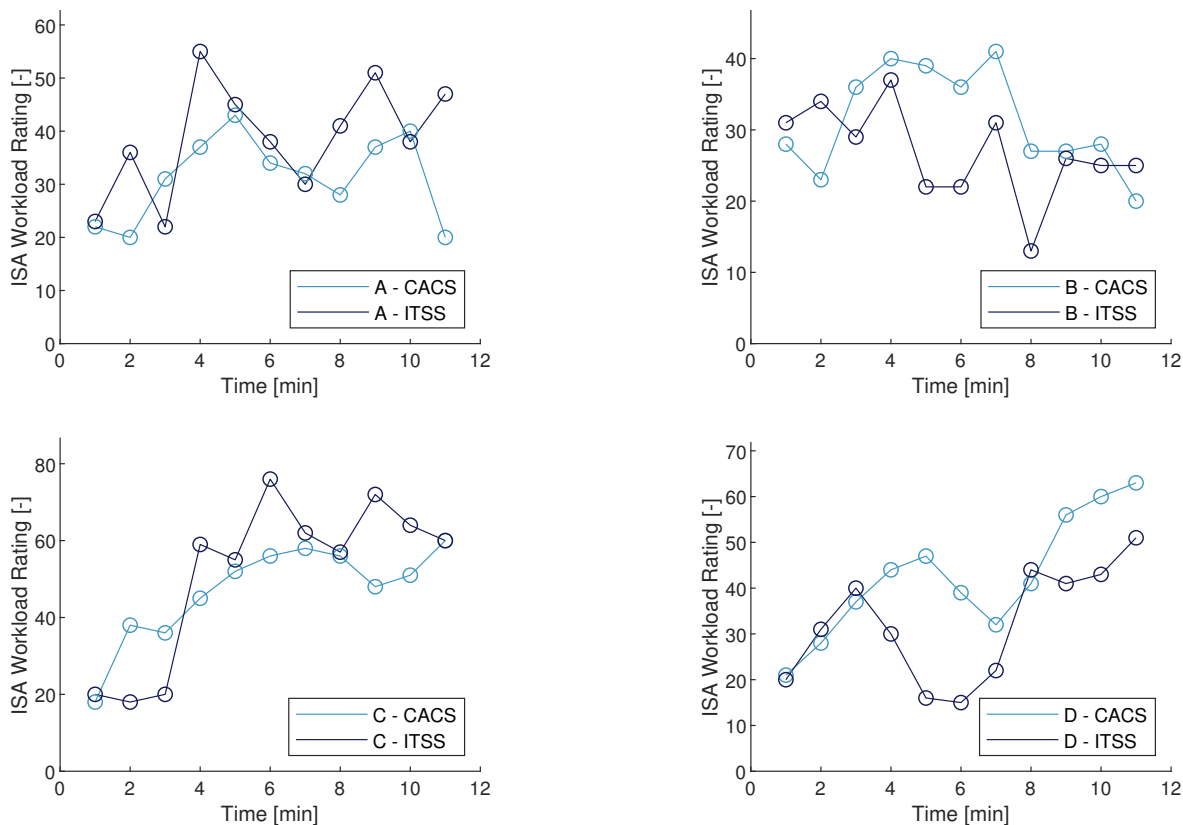 ISA Workload Rating [-]
60
50
40
30
20
10
0
A - CACS
A - ITSS
0 2 4 6 8 10 12
Time [min]
ISA Workload Rating [-]
40
30
20
10
0
B - CACS
B - ITSS
0 2 4 6 8 10 12
Time [min]
ISA Workload Rating [-]
80
60
40
20
0
C - CACS
C - ITSS
0 2 4 6 8 10 12
Time [min]
ISA Workload Rating [-]
70
60
50
40
30
20
10
0
D - CACS
D - ITSS
0 2 4 6 8 10 12
Time [min]